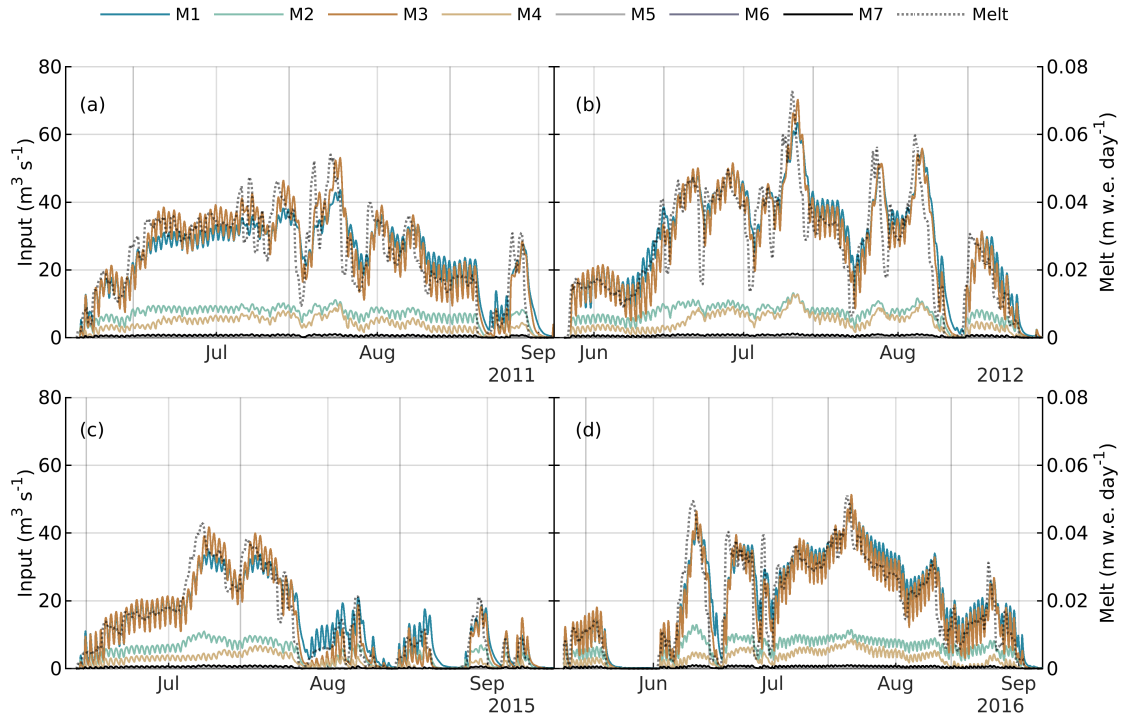 M1 M2 M3 M4 M5 M6 M7 Melt
80 0.08
(a) (b)
60 0.06
40 0.04
20 0.02
0 0
Input (m³ s⁻¹) Melt (m w.e. day⁻¹)
Jul Aug Sep Jun Jul Aug
2011 2012
80 0.08
(c) (d)
60 0.06
40 0.04
20 0.02
0 0
Input (m³ s⁻¹) Melt (m w.e. day⁻¹)
Jul Aug Sep Jun Jul Aug Sep
2015 2016